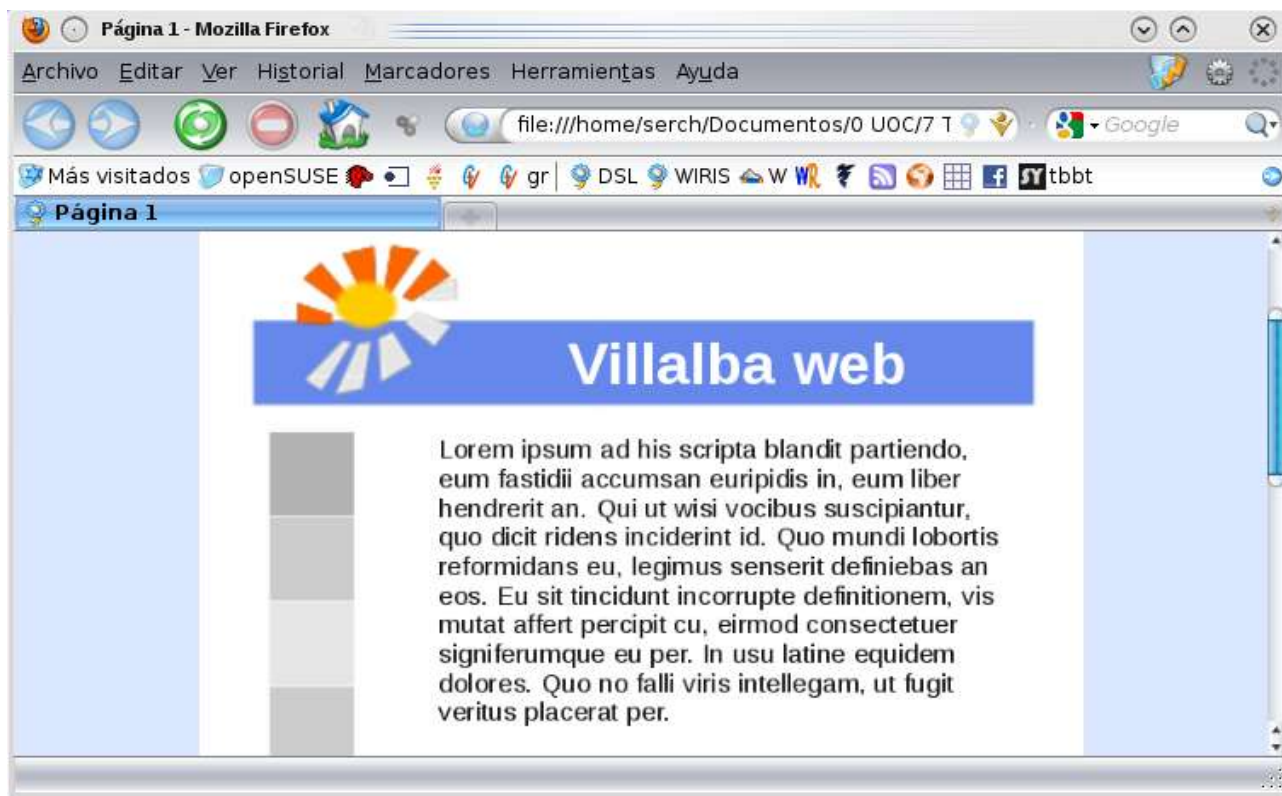 Página 1 - Mozilla Firefox
Archivo Editar Ver Historial Marcadores Herramientas Ayuda
file:///home/serch/Documentos/0 UOC/7 T Google
Más visitados openSUSE gr DSL WIRIS W WR SY tbbt
Página 1
Villalba web
Lorem ipsum ad his scripta blandit partiendo,
eum fastidii accumsan euripidis in, eum liber
hendrerit an. Qui ut wisi vocibus suscipiantur,
quo dicit ridens inciderint id. Quo mundi lobortis
reformidans eu, legimus senserit definiebas an
eos. Eu sit tincidunt incorrupte definitionem, vis
mutat affert percipit cu, eirmod consectetuer
signiferumque eu per. In usu latine equidem
dolores. Quo no falli viris intellegam, ut fugit
veritus placerat per.